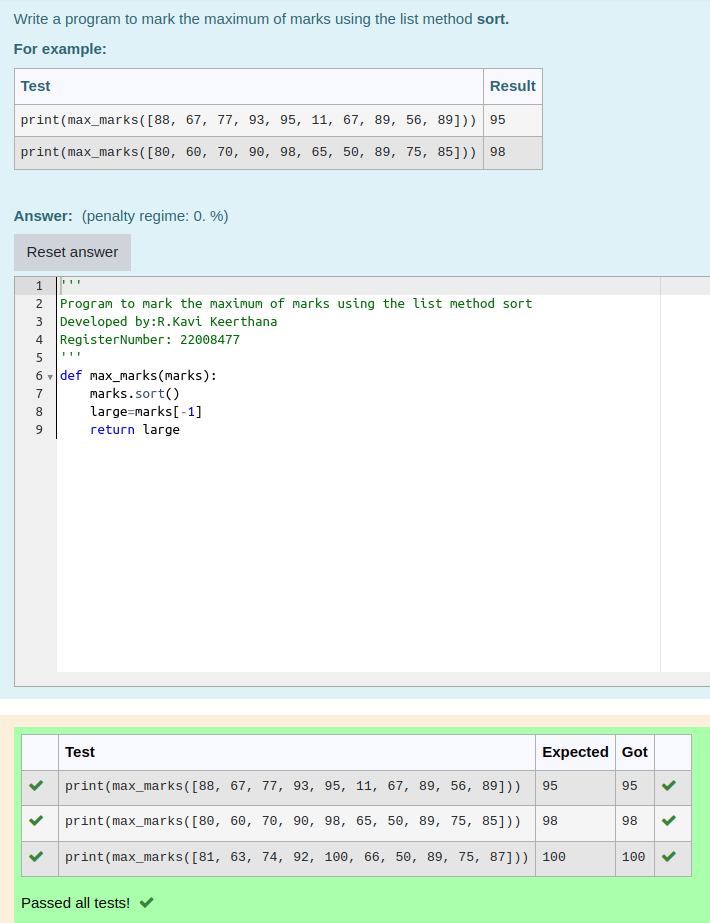 Write a program to mark the maximum of marks using the list method sort.
For example:
Test Result
print(max_marks([88, 67, 77, 93, 95, 11, 67, 89, 56, 89])) 95
print(max_marks([80, 60, 70, 90, 98, 65, 50, 89, 75, 85])) 98
Answer: (penalty regime: 0. %)
Reset answer
1 '''
2 Program to mark the maximum of marks using the list method sort
3 Developed by:R.Kavi Keerthana
4 RegisterNumber: 22008477
5 '''
6 def max_marks(marks):
7     marks.sort()
8     large=marks[-1]
9     return large
Test Expected Got
print(max_marks([88, 67, 77, 93, 95, 11, 67, 89, 56, 89])) 95 95
print(max_marks([80, 60, 70, 90, 98, 65, 50, 89, 75, 85])) 98 98
print(max_marks([81, 63, 74, 92, 100, 66, 50, 89, 75, 87])) 100 100
Passed all tests!